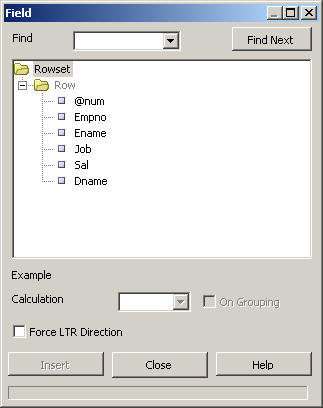 Field
Find Find Next
Rowset
Row
@num
Empno
Ename
Job
Sal
Dname
Example
Calculation On Grouping
Force LTR Direction
Insert Close Help